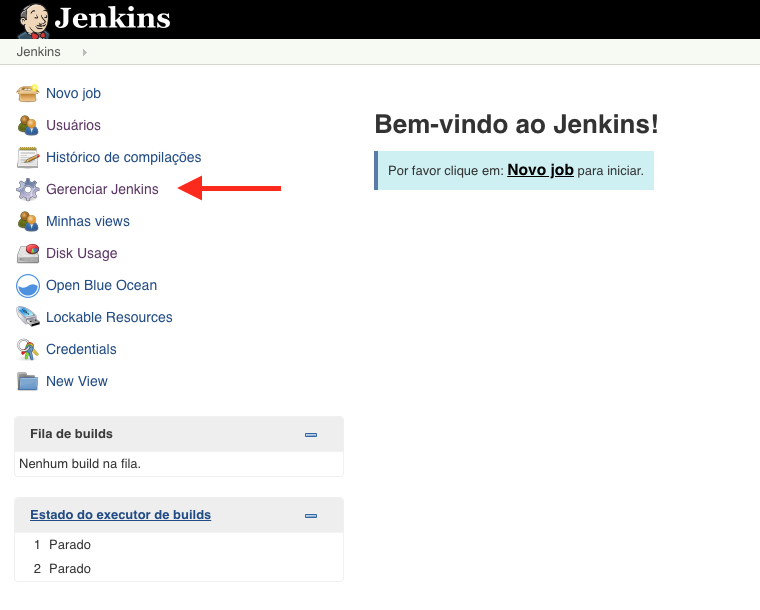 Jenkins
Jenkins
Novo job
Usuários
Histórico de compilações
Gerenciar Jenkins
Minhas views
Disk Usage
Open Blue Ocean
Lockable Resources
Credentials
New View
Fila de builds
Nenhum build na fila.
Estado do executor de builds
1 Parado
2 Parado
Bem-vindo ao Jenkins!
Por favor clique em: Novo job para iniciar.